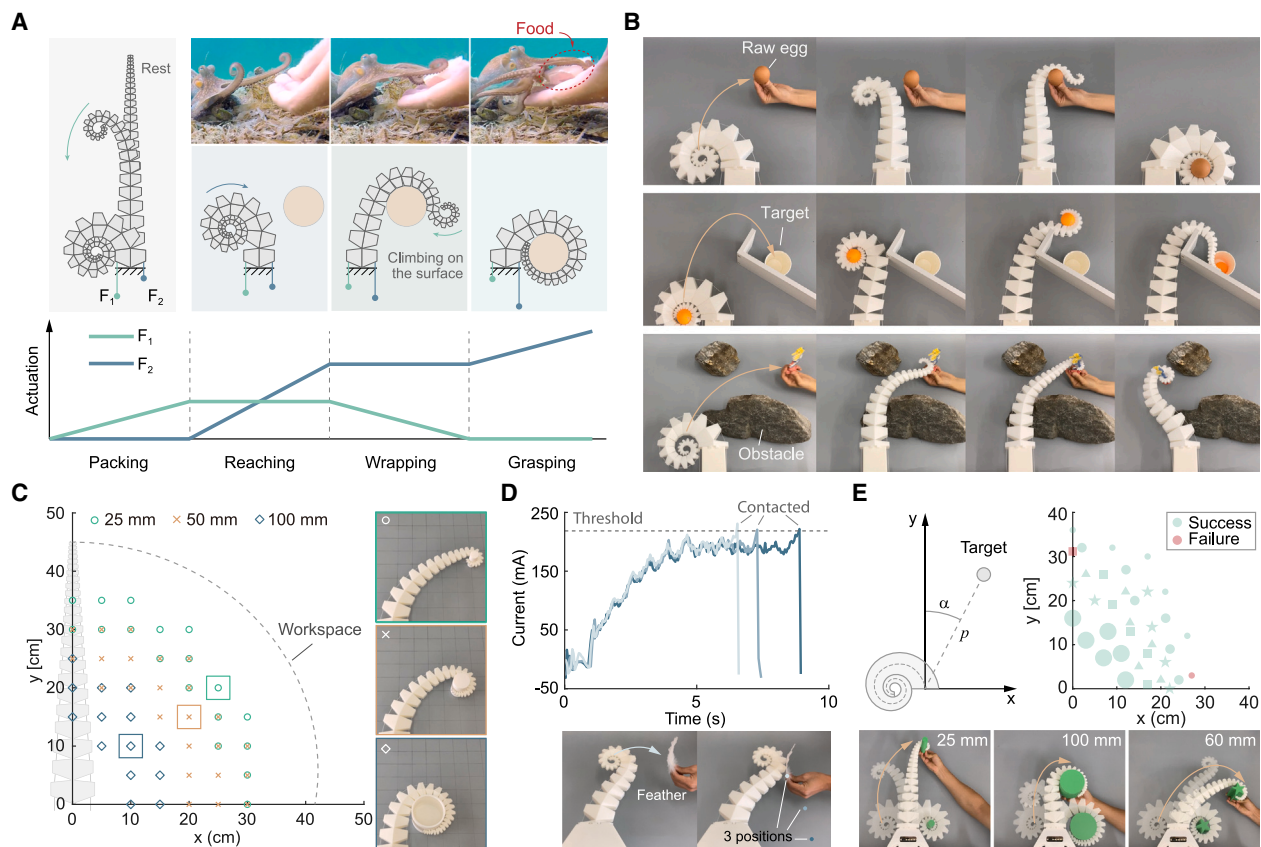 A
Rest
Food
Climbing on
the surface
F1
F2
F1
F2
Actuation
Packing
Reaching
Wrapping
Grasping
B
Raw egg
Target
Obstacle
C
25 mm
50 mm
100 mm
50
40
30
20
10
0
y [cm]
Workspace
0
10
20
30
40
50
x (cm)
D
Contacted
Threshold
250
150
50
-50
Current (mA)
0
5
10
Time (s)
Feather
3 positions
E
y
Target
α
p
x
Success
Failure
40
30
20
10
0
y [cm]
0
10
20
30
40
x (cm)
25 mm
100 mm
60 mm